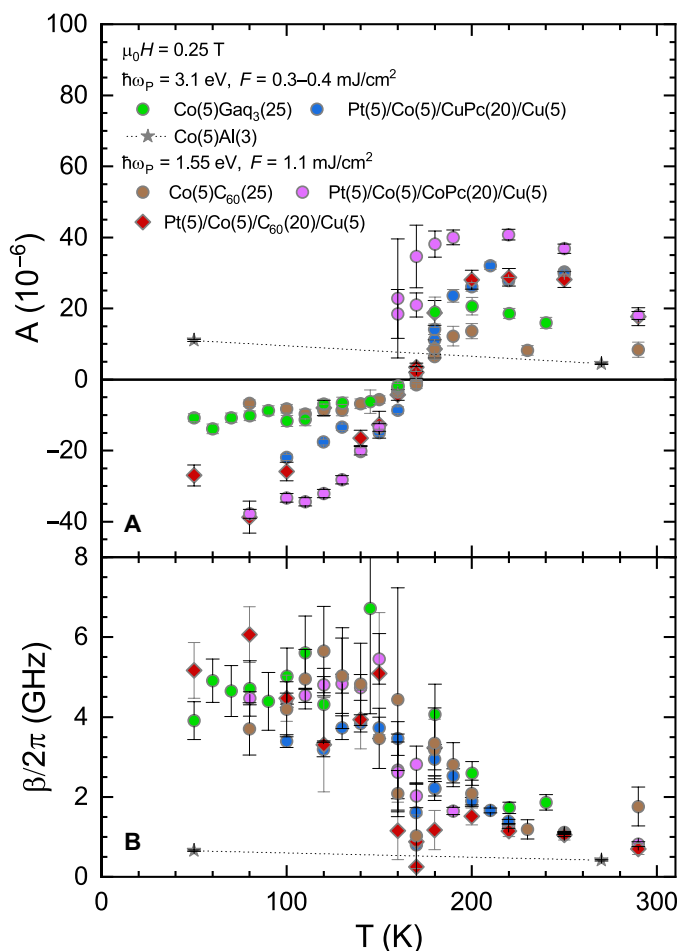 100
80
60
40
20
0
−20
−40
A (10⁻⁶)
μ₀H = 0.25 T
ℏωₚ = 3.1 eV, F = 0.3–0.4 mJ/cm²
Co(5)Gaq₃(25) Pt(5)/Co(5)/CuPc(20)/Cu(5)
Co(5)Al(3)
ℏωₚ = 1.55 eV, F = 1.1 mJ/cm²
Co(5)C₆₀(25) Pt(5)/Co(5)/CoPc(20)/Cu(5)
Pt(5)/Co(5)/C₆₀(20)/Cu(5)
A
8
6
4
2
0
β/2π (GHz)
B
0 100 200 300
T (K)